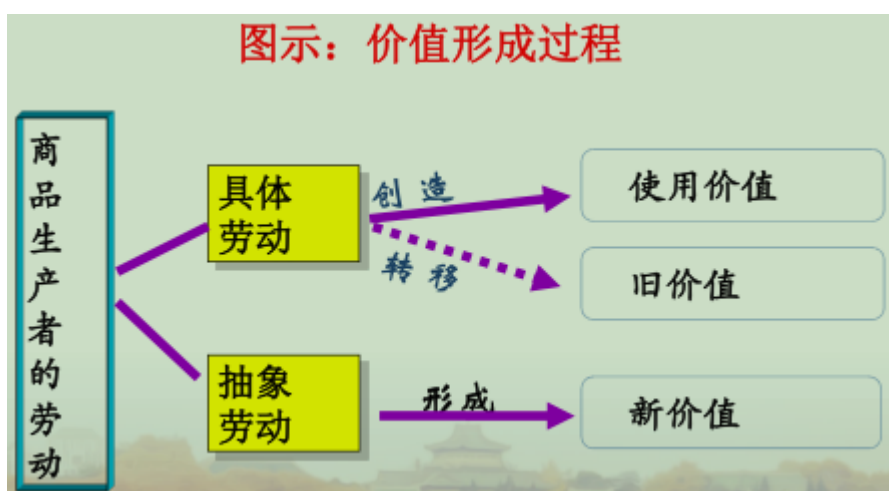 图示：价值形成过程
商品生产者的劳动
具体
劳动
创造
转移
使用价值
旧价值
抽象
劳动
形成
新价值